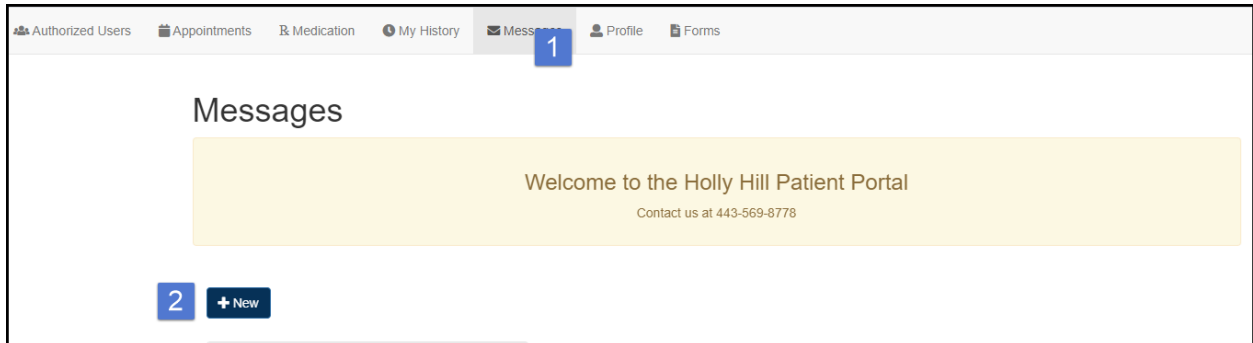 Authorized Users Appointments ℞ Medication My History Messages Profile Forms
1
Messages
Welcome to the Holly Hill Patient Portal
Contact us at 443-569-8778
2 + New